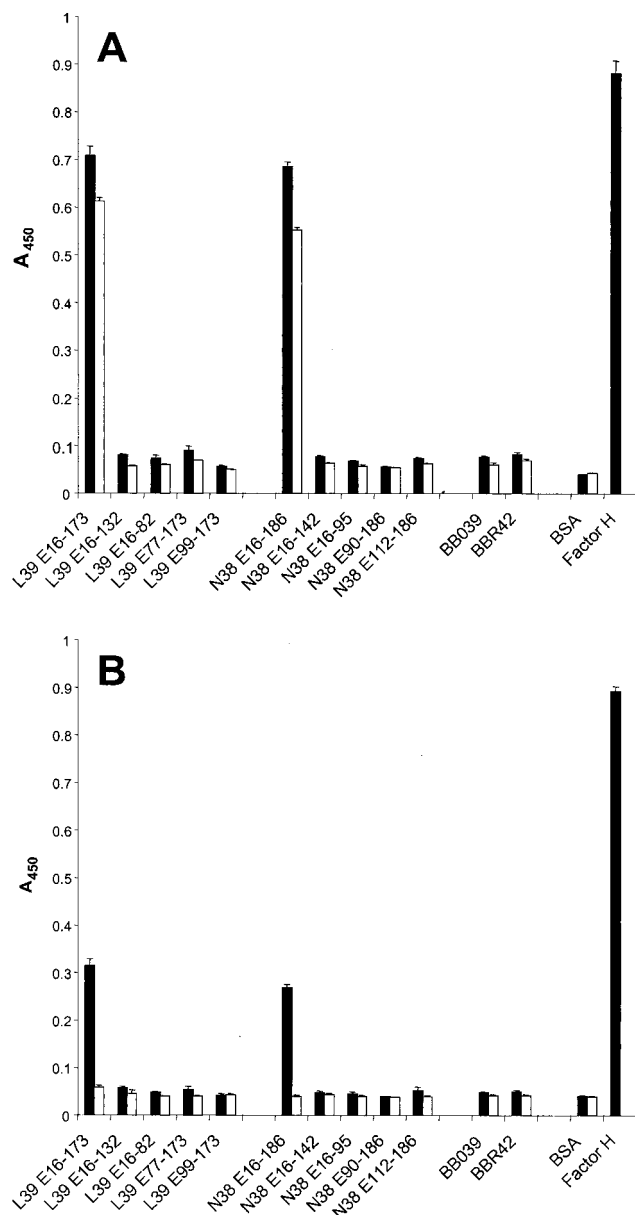 A
1
0.9
0.8
0.7
0.6
0.5
0.4
0.3
0.2
0.1
0
A450
L39 E16-173
L39 E16-132
L39 E16-82
L39 E77-173
L39 E99-173
N38 E16-186
N38 E16-142
N38 E16-95
N38 E90-186
N38 E112-186
BB039
BBR42
BSA
Factor H
B
1
0.9
0.8
0.7
0.6
0.5
0.4
0.3
0.2
0.1
0
A450
L39 E16-173
L39 E16-132
L39 E16-82
L39 E77-173
L39 E99-173
N38 E16-186
N38 E16-142
N38 E16-95
N38 E90-186
N38 E112-186
BB039
BBR42
BSA
Factor H